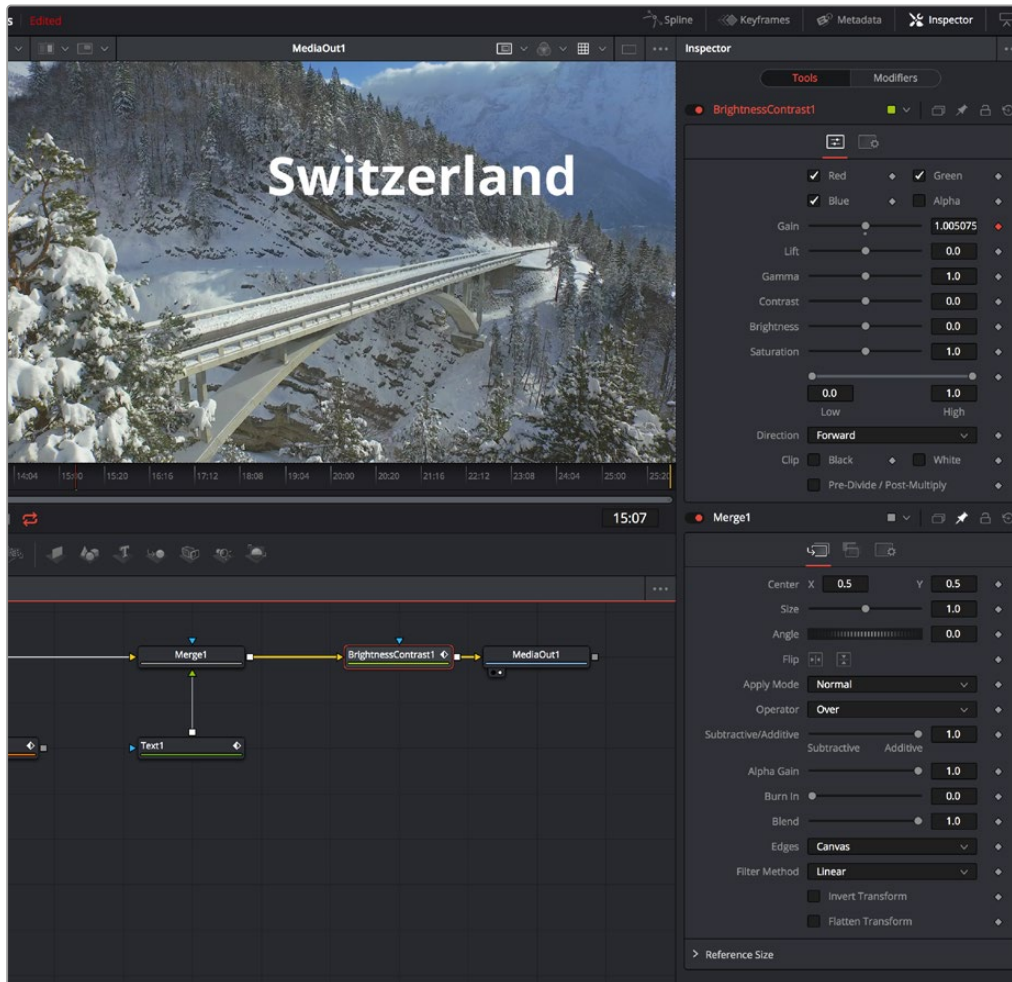 s Edited Spline Keyframes Metadata Inspector
MediaOut1 Inspector
Tools Modifiers
BrightnessContrast1
Switzerland
Red Green
Blue Alpha
Gain 1.005075
Lift 0.0
Gamma 1.0
Contrast 0.0
Brightness 0.0
Saturation 1.0
0.0 1.0
Low High
Direction Forward
Clip Black White
Pre-Divide / Post-Multiply
14:04 15:00 15:20 16:16 17:12 18:08 19:04 20:00 20:20 21:16 22:12 23:08 24:04 25:00 25:20
15:07
Merge1
Center X 0.5 Y 0.5
Size 1.0
Angle 0.0
Flip
Apply Mode Normal
Operator Over
Subtractive/Additive 1.0
Subtractive Additive
Alpha Gain 1.0
Burn In 0.0
Blend 1.0
Edges Canvas
Filter Method Linear
Invert Transform
Flatten Transform
Reference Size
Merge1 BrightnessContrast1 MediaOut1
Text1